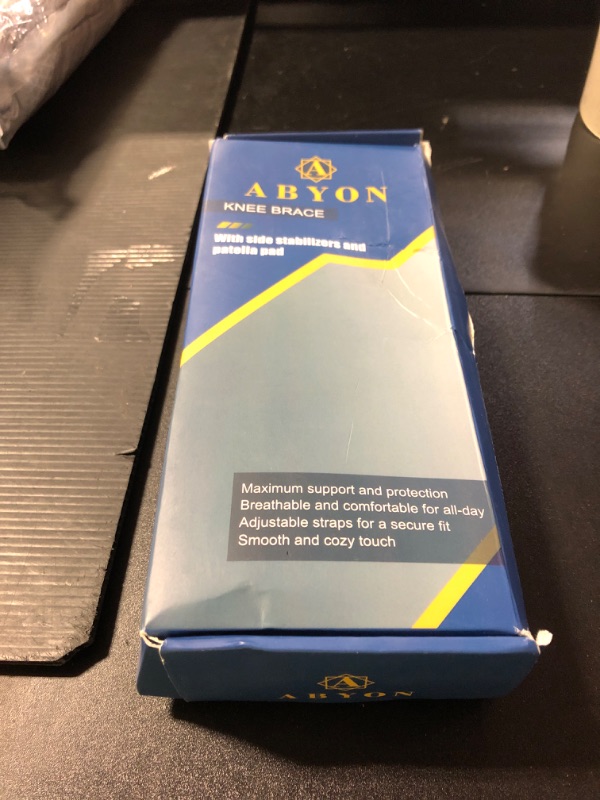 A
ABYON
KNEE BRACE
With side stabilizers and
patella pad
Maximum support and protection
Breathable and comfortable for all-day
Adjustable straps for a secure fit
Smooth and cozy touch
A
ABYON